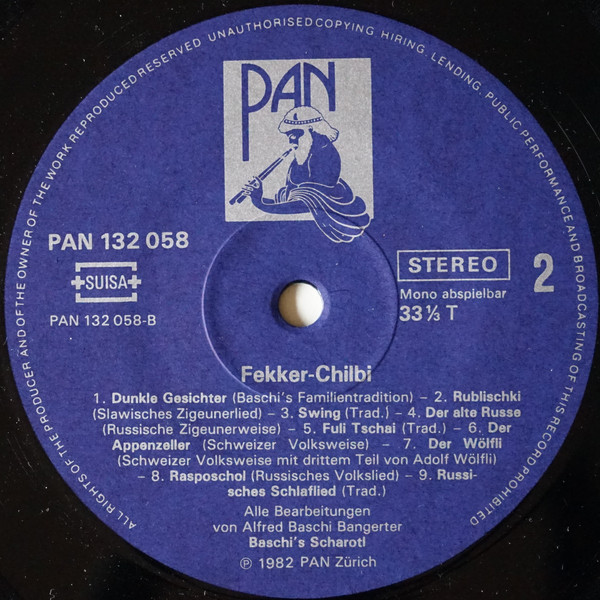 ALL RIGHTS OF THE PRODUCER AND OF THE OWNER OF THE WORK REPRODUCED RESERVED UNAUTHORISED COPYING, HIRING, LENDING, PUBLIC PERFORMANCE AND BROADCASTING OF THIS RECORD PROHIBITED
PAN
PAN 132 058
SUISA
PAN 132 058-B
STEREO
2
Mono abspielbar
33⅓ T
Fekker-Chilbi
1. Dunkle Gesichter (Baschi's Familientradition) – 2. Rublischki
(Slawisches Zigeunerlied) – 3. Swing (Trad.) – 4. Der alte Russe
(Russische Zigeunerweise) – 5. Fuli Tschai (Trad.) – 6. Der
Appenzeller (Schweizer Volksweise) – 7. Der Wölfli
(Schweizer Volksweise mit drittem Teil von Adolf Wölfli)
– 8. Rasposchol (Russisches Volkslied) – 9. Russi-
sches Schlaflied (Trad.)
Alle Bearbeitungen
von Alfred Baschi Bangerter
Baschi's Scharotl
℗ 1982 PAN Zürich